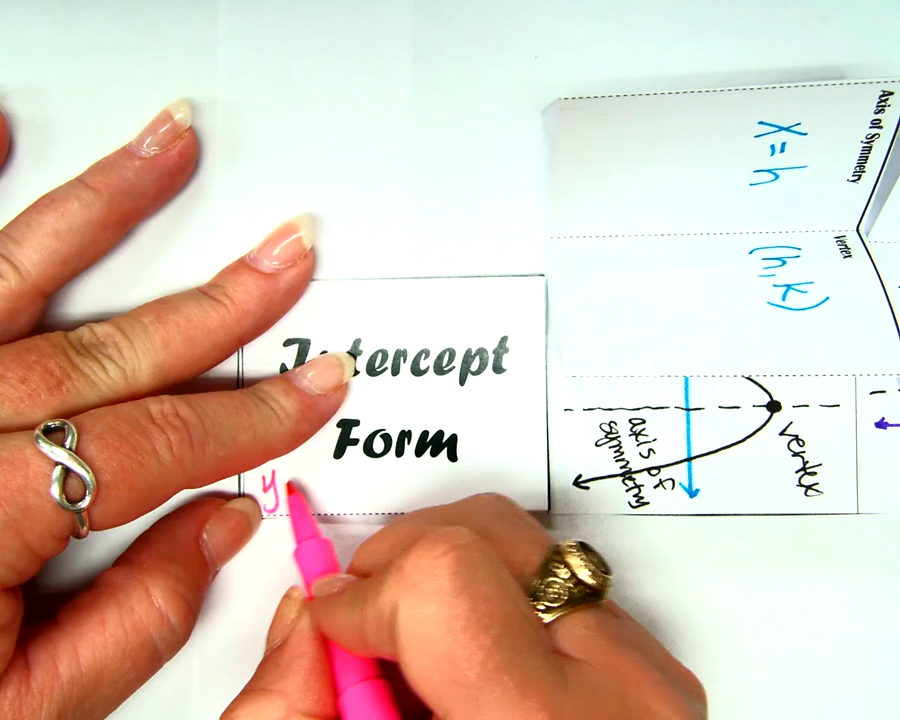 Intercept
Form
y
Axis of Symmetry
x = h
Vertex
(h, k)
axis of
symmetry
vertex